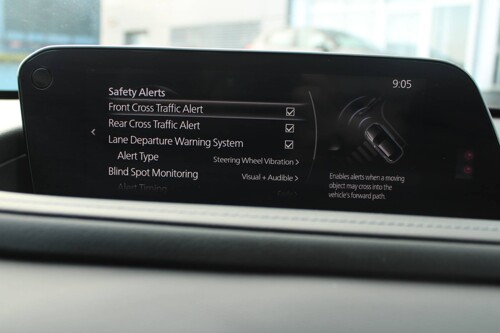 9:05
Safety Alerts
Front Cross Traffic Alert
Rear Cross Traffic Alert
Lane Departure Warning System
Alert Type Steering Wheel Vibration >
Blind Spot Monitoring Visual + Audible >
Alert Timing
Enables alerts when a moving
object may cross into the
vehicle's forward path.